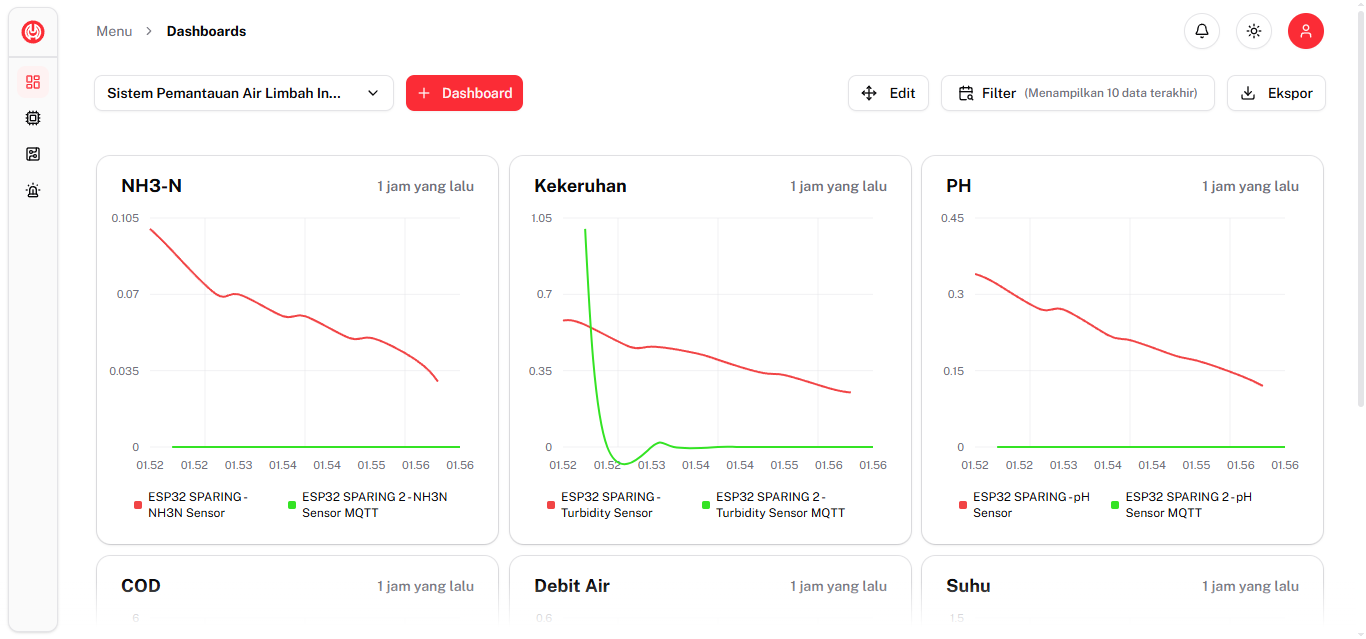 Menu > Dashboards
Sistem Pemantauan Air Limbah In...
+ Dashboard
Edit
Filter (Menampilkan 10 data terakhir)
Ekspor
NH3-N
1 jam yang lalu
0.105
0.07
0.035
0
01.52 01.52 01.53 01.54 01.54 01.55 01.56 01.56
ESP32 SPARING -
NH3N Sensor
ESP32 SPARING 2 - NH3N
Sensor MQTT
Kekeruhan
1 jam yang lalu
1.05
0.7
0.35
0
01.52 01.52 01.53 01.54 01.54 01.55 01.56 01.56
ESP32 SPARING -
Turbidity Sensor
ESP32 SPARING 2 -
Turbidity Sensor MQTT
PH
1 jam yang lalu
0.45
0.3
0.15
0
01.52 01.52 01.53 01.54 01.54 01.55 01.56 01.56
ESP32 SPARING - pH
Sensor
ESP32 SPARING 2 - pH
Sensor MQTT
COD
1 jam yang lalu
6
Debit Air
1 jam yang lalu
0.6
Suhu
1 jam yang lalu
1.5